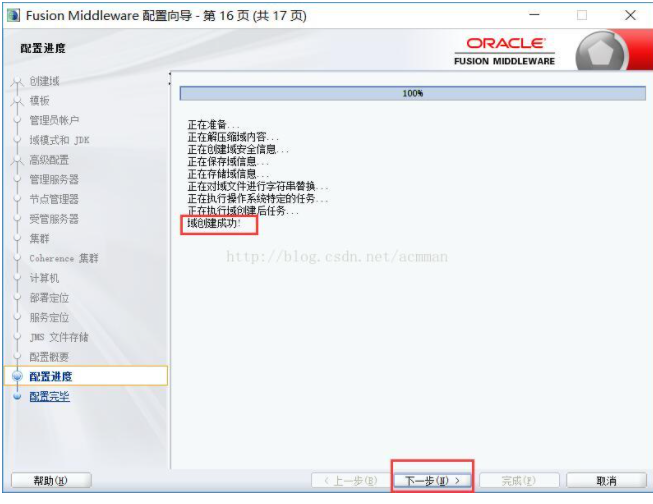 Fusion Middleware 配置向导 - 第 16 页 (共 17 页)
配置进度
ORACLE
FUSION MIDDLEWARE
创建域
模板
管理员帐户
域模式和 JDK
高级配置
管理服务器
节点管理器
受管服务器
集群
Coherence 集群
计算机
部署定位
服务定位
JMS 文件存储
配置概要
配置进度
配置完毕
100%
正在准备...
正在解压缩域内容...
正在创建域安全信息...
正在保存域信息...
正在存储域信息...
正在对域文件进行字符串替换...
正在执行操作系统特定的任务...
正在执行域创建后任务...
域创建成功!
http://blog.csdn.net/acmman
帮助(H)
< 上一步(B)
下一步(N) >
完成(F)
取消